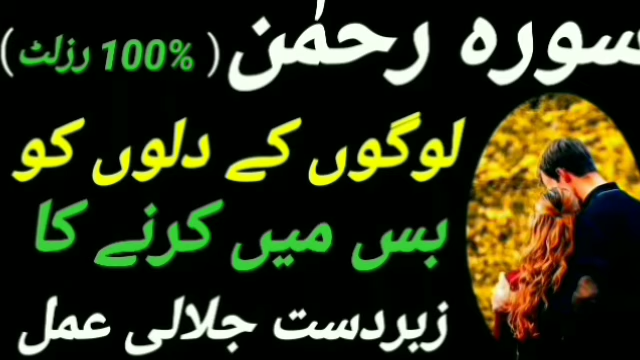 سورہ رحمٰن ( 100% رزلٹ)
لوگوں کے دلوں کو
بس میں کرنے کا
زبردست جلالی عمل